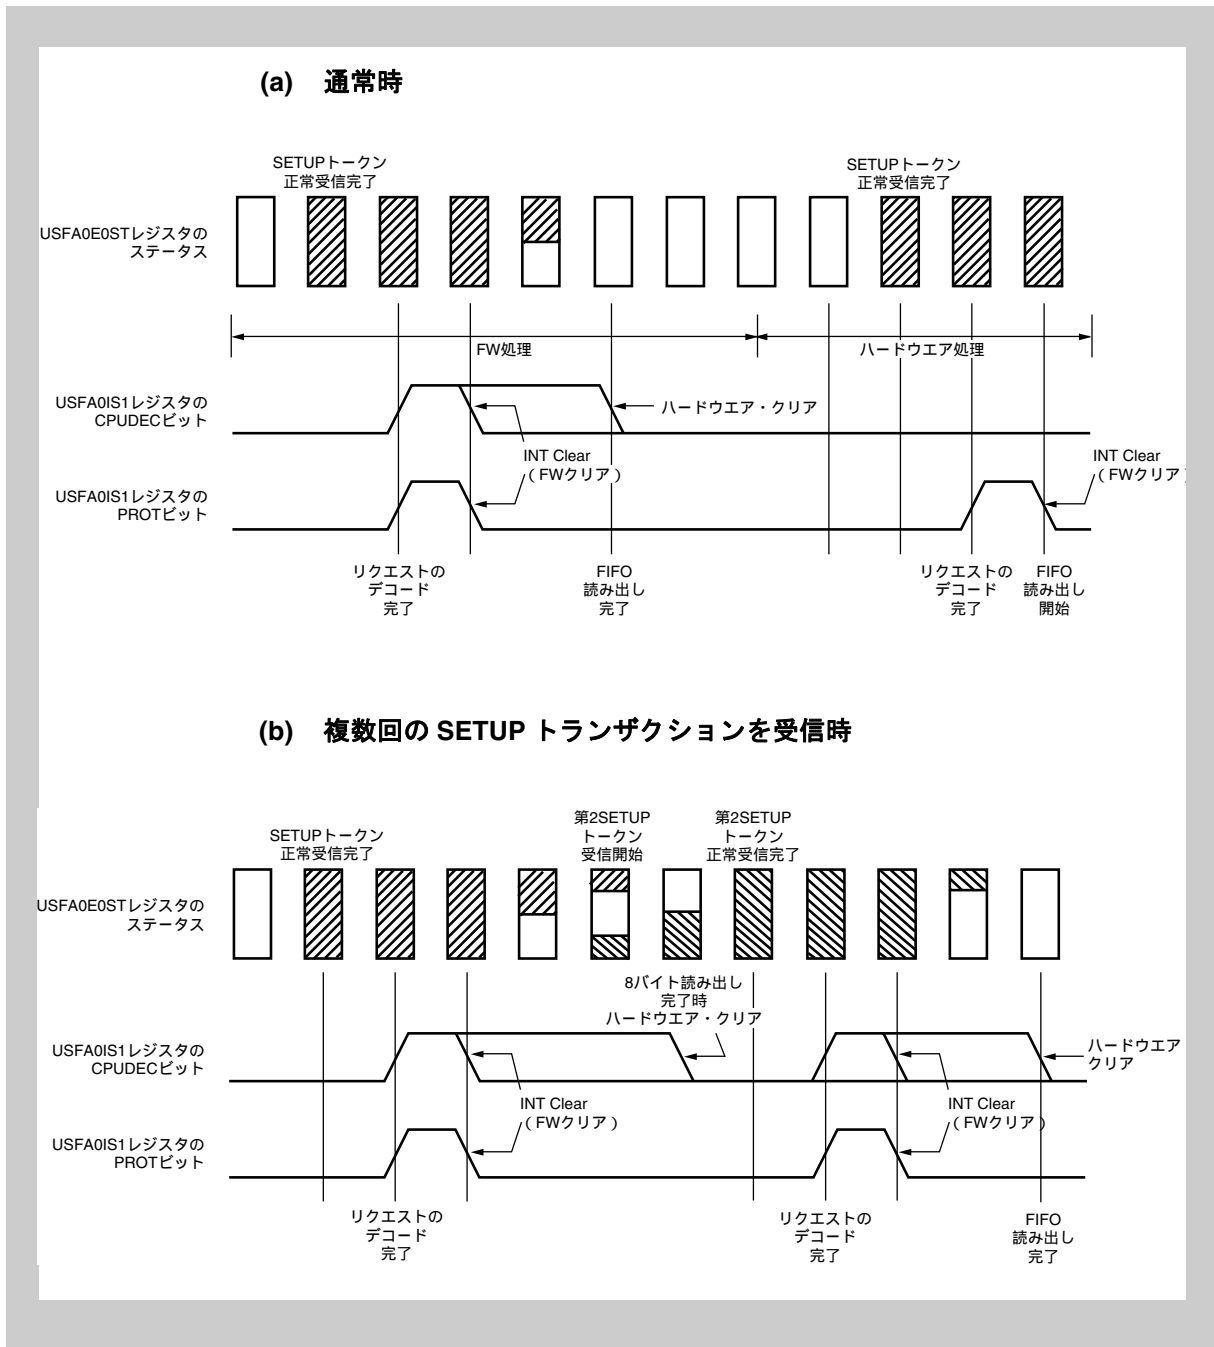 (a) 通常時
SETUPトークン
正常受信完了
SETUPトークン
正常受信完了
USFA0E0STレジスタの
ステータス
FW処理
ハードウエア処理
USFA0IS1レジスタの
CPUDECビット
ハードウエア・クリア
INT Clear
(FWクリア)
INT Clear
(FWクリア)
USFA0IS1レジスタの
PROTビット
リクエストの
デコード
完了
FIFO
読み出し
完了
リクエストの
デコード
完了
FIFO
読み出し
開始
(b) 複数回の SETUP トランザクションを受信時
SETUPトークン
正常受信完了
第2SETUP
トークン
受信開始
第2SETUP
トークン
正常受信完了
USFA0E0STレジスタの
ステータス
8バイト読み出し
完了時
ハードウエア・クリア
USFA0IS1レジスタの
CPUDECビット
ハードウエア
クリア
INT Clear
(FWクリア)
INT Clear
(FWクリア)
USFA0IS1レジスタの
PROTビット
リクエストの
デコード
完了
リクエストの
デコード
完了
FIFO
読み出し
完了